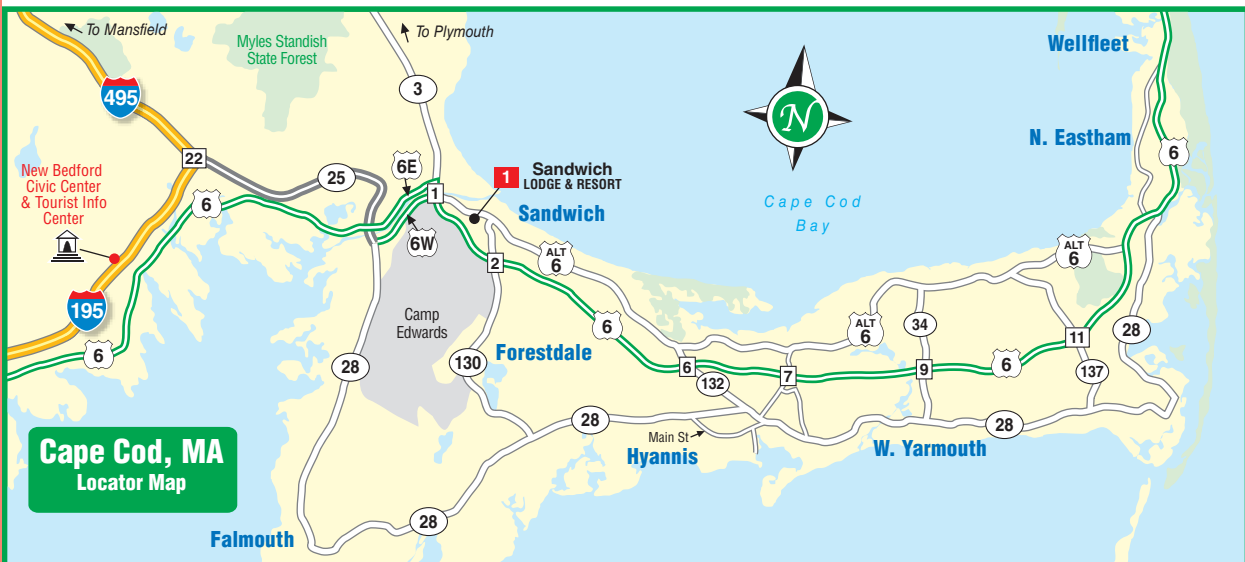 To Mansfield
To Plymouth
Myles Standish
State Forest
Wellfleet
3
495
N
N. Eastham
22
6E
6
New Bedford
Civic Center
& Tourist Info
Center
25
1
Sandwich
LODGE & RESORT
1
6
Cape Cod
Bay
Sandwich
6W
ALT
6
ALT
6
2
195
Camp
Edwards
6
ALT
6
34
28
11
6
Forestdale
28
130
6
7
9
6
137
132
28
28
Main St
Hyannis
W. Yarmouth
Cape Cod, MA
Locator Map
28
Falmouth